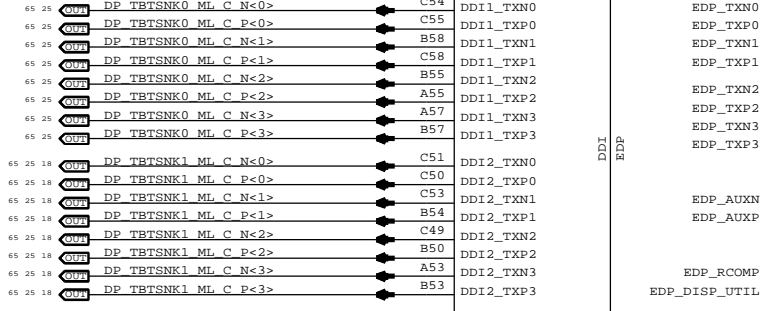 65 25 OUT DP_TBTSNK0_ML_C_N<0> C54 DDI1_TXN0 EDP_TXN0
65 25 OUT DP_TBTSNK0_ML_C_P<0> C55 DDI1_TXP0 EDP_TXP0
65 25 OUT DP_TBTSNK0_ML_C_N<1> B58 DDI1_TXN1 EDP_TXN1
65 25 OUT DP_TBTSNK0_ML_C_P<1> C58 DDI1_TXP1 EDP_TXP1
65 25 OUT DP_TBTSNK0_ML_C_N<2> B55 DDI1_TXN2 EDP_TXN2
65 25 OUT DP_TBTSNK0_ML_C_P<2> A55 DDI1_TXP2 EDP_TXP2
65 25 OUT DP_TBTSNK0_ML_C_N<3> A57 DDI1_TXN3 EDP_TXN3
65 25 OUT DP_TBTSNK0_ML_C_P<3> B57 DDI1_TXP3 EDP_TXP3
DDI
EDP
65 25 18 OUT DP_TBTSNK1_ML_C_N<0> C51 DDI2_TXN0
65 25 18 OUT DP_TBTSNK1_ML_C_P<0> C50 DDI2_TXP0
65 25 18 OUT DP_TBTSNK1_ML_C_N<1> C53 DDI2_TXN1 EDP_AUXN
65 25 18 OUT DP_TBTSNK1_ML_C_P<1> B54 DDI2_TXP1 EDP_AUXP
65 25 18 OUT DP_TBTSNK1_ML_C_N<2> C49 DDI2_TXN2
65 25 18 OUT DP_TBTSNK1_ML_C_P<2> B50 DDI2_TXP2
65 25 18 OUT DP_TBTSNK1_ML_C_N<3> A53 DDI2_TXN3 EDP_RCOMP
65 25 18 OUT DP_TBTSNK1_ML_C_P<3> B53 DDI2_TXP3 EDP_DISP_UTIL